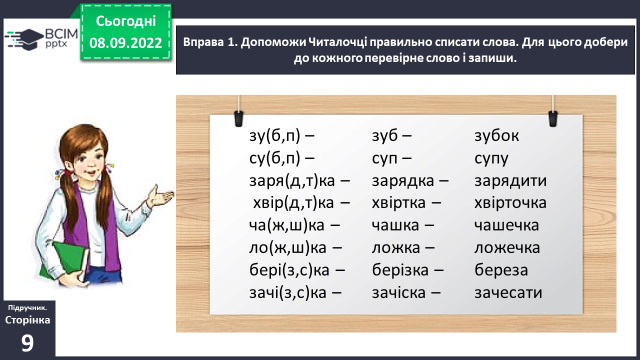 Сьогодні
08.09.2022
ВСІМ
pptx
Вправа 1. Допоможи Читалочці правильно списати слова. Для цього добери
до кожного перевірне слово і запиши.
зу(б,п) – зуб – зубок
су(б,п) – суп – супу
заря(д,т)ка – зарядка – зарядити
хвір(д,т)ка – хвіртка – хвірточка
ча(ж,ш)ка – чашка – чашечка
ло(ж,ш)ка – ложка – ложечка
бері(з,с)ка – берізка – береза
зачі(з,с)ка – зачіска – зачесати
Підручник.
Сторінка
9